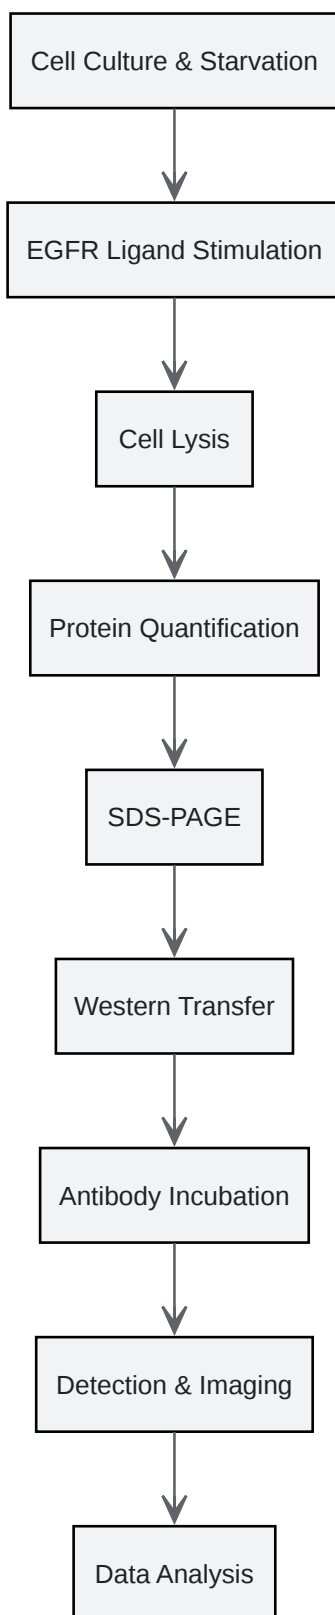 Cell Culture & Starvation
EGFR Ligand Stimulation
Cell Lysis
Protein Quantification
SDS-PAGE
Western Transfer
Antibody Incubation
Detection & Imaging
Data Analysis